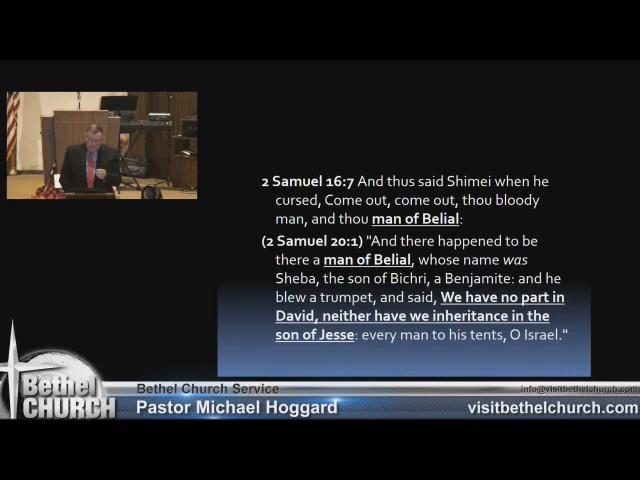 2 Samuel 16:7 And thus said Shimei when he
cursed, Come out, come out, thou bloody
man, and thou man of Belial:
(2 Samuel 20:1) "And there happened to be
there a man of Belial, whose name was
Sheba, the son of Bichri, a Benjamite: and he
blew a trumpet, and said, We have no part in
David, neither have we inheritance in the
son of Jesse: every man to his tents, O Israel."
Bethel
CHURCH
Bethel Church Service
info@visitbethelchurch.com
Pastor Michael Hoggard
visitbethelchurch.com